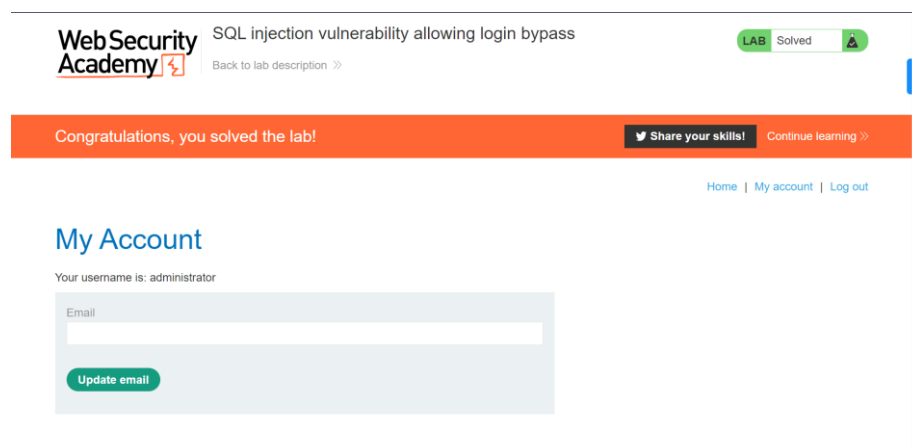 Web Security
Academy
SQL injection vulnerability allowing login bypass
Back to lab description »
LAB Solved
Congratulations, you solved the lab!
Share your skills!
Continue learning »
Home | My account | Log out
My Account
Your username is: administrator
Email
Update email